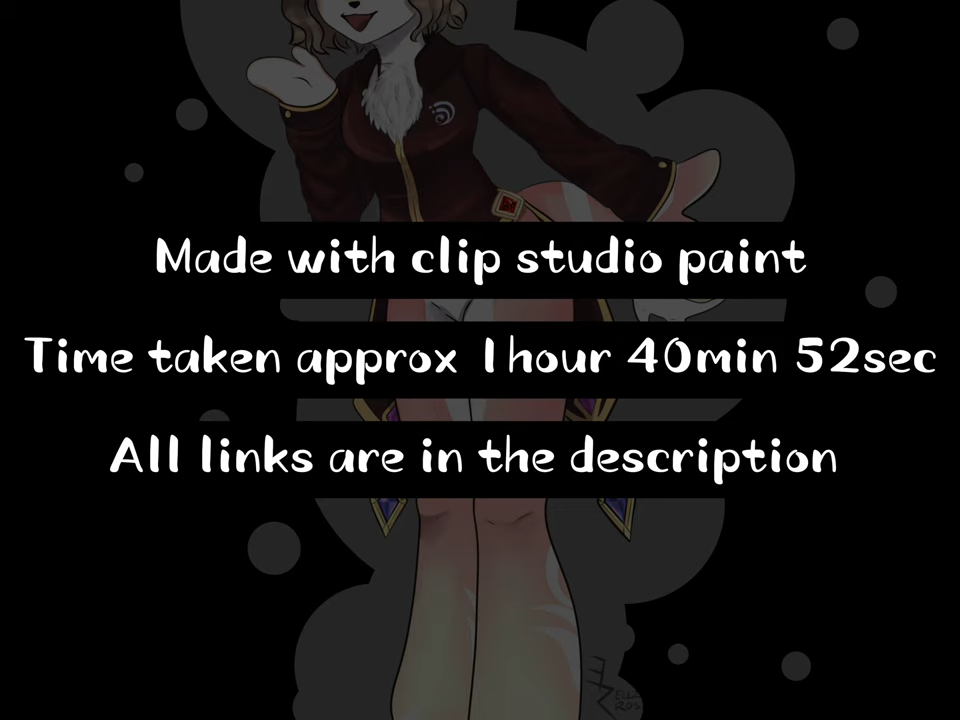 Made with clip studio paint
Time taken approx 1hour 40min 52sec
All links are in the description